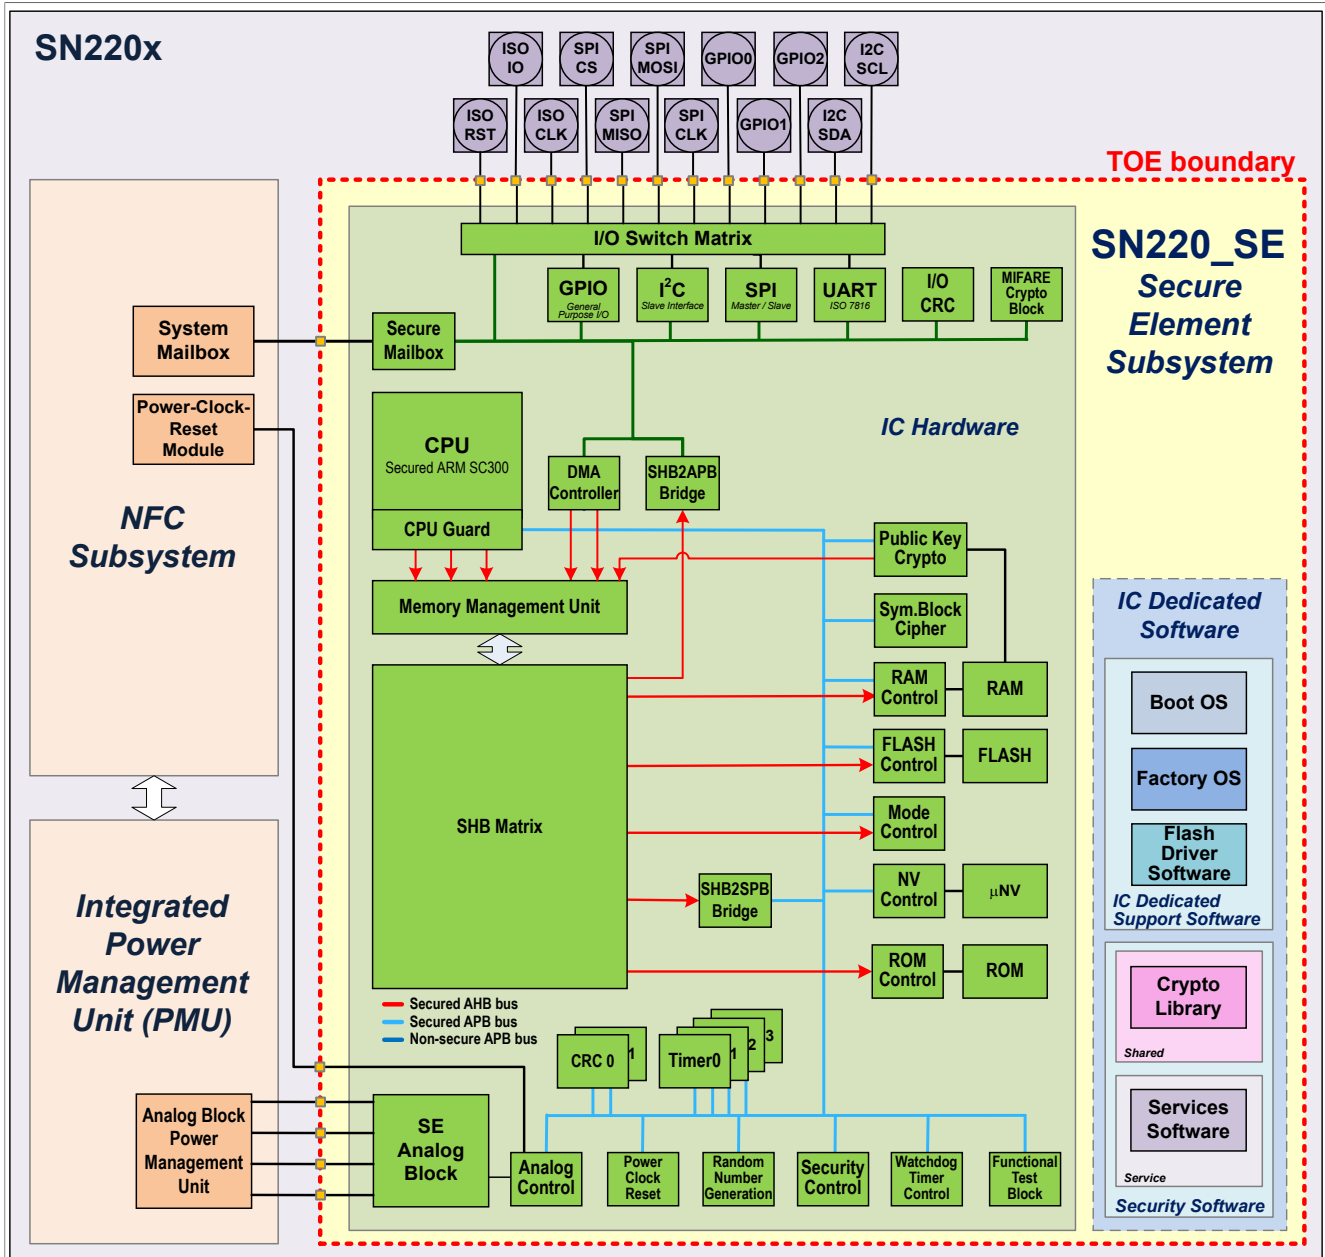 SN220x
ISO
IO
SPI
CS
SPI
MOSI
GPIO0
GPIO2
I2C
SCL
ISO
RST
ISO
CLK
SPI
MISO
SPI
CLK
GPIO1
I2C
SDA
TOE boundary
I/O Switch Matrix
SN220_SE
Secure
Element
Subsystem
GPIO
General
Purpose I/O
I2C
Slave Interface
SPI
Master / Slave
UART
ISO 7816
I/O
CRC
MIFARE
Crypto
Block
System
Mailbox
Secure
Mailbox
Power-Clock-
Reset
Module
NFC
Subsystem
CPU
Secured ARM SC300
CPU Guard
DMA
Controller
SHB2APB
Bridge
IC Hardware
Public Key
Crypto
Memory Management Unit
Sym.Block
Cipher
RAM
Control
RAM
FLASH
Control
FLASH
SHB Matrix
Mode
Control
SHB2SPB
Bridge
NV
Control
μNV
ROM
Control
ROM
IC Dedicated
Software
Boot OS
Factory OS
Flash
Driver
Software
IC Dedicated
Support Software
Crypto
Library
Shared
Services
Software
Service
Security Software
Integrated
Power
Management
Unit (PMU)
Secured AHB bus
Secured APB bus
Non-secure APB bus
CRC 0
1
Timer0
1
2
3
Analog Block
Power
Management
Unit
SE
Analog
Block
Analog
Control
Power
Clock
Reset
Random
Number
Generation
Security
Control
Watchdog
Timer
Control
Functional
Test
Block